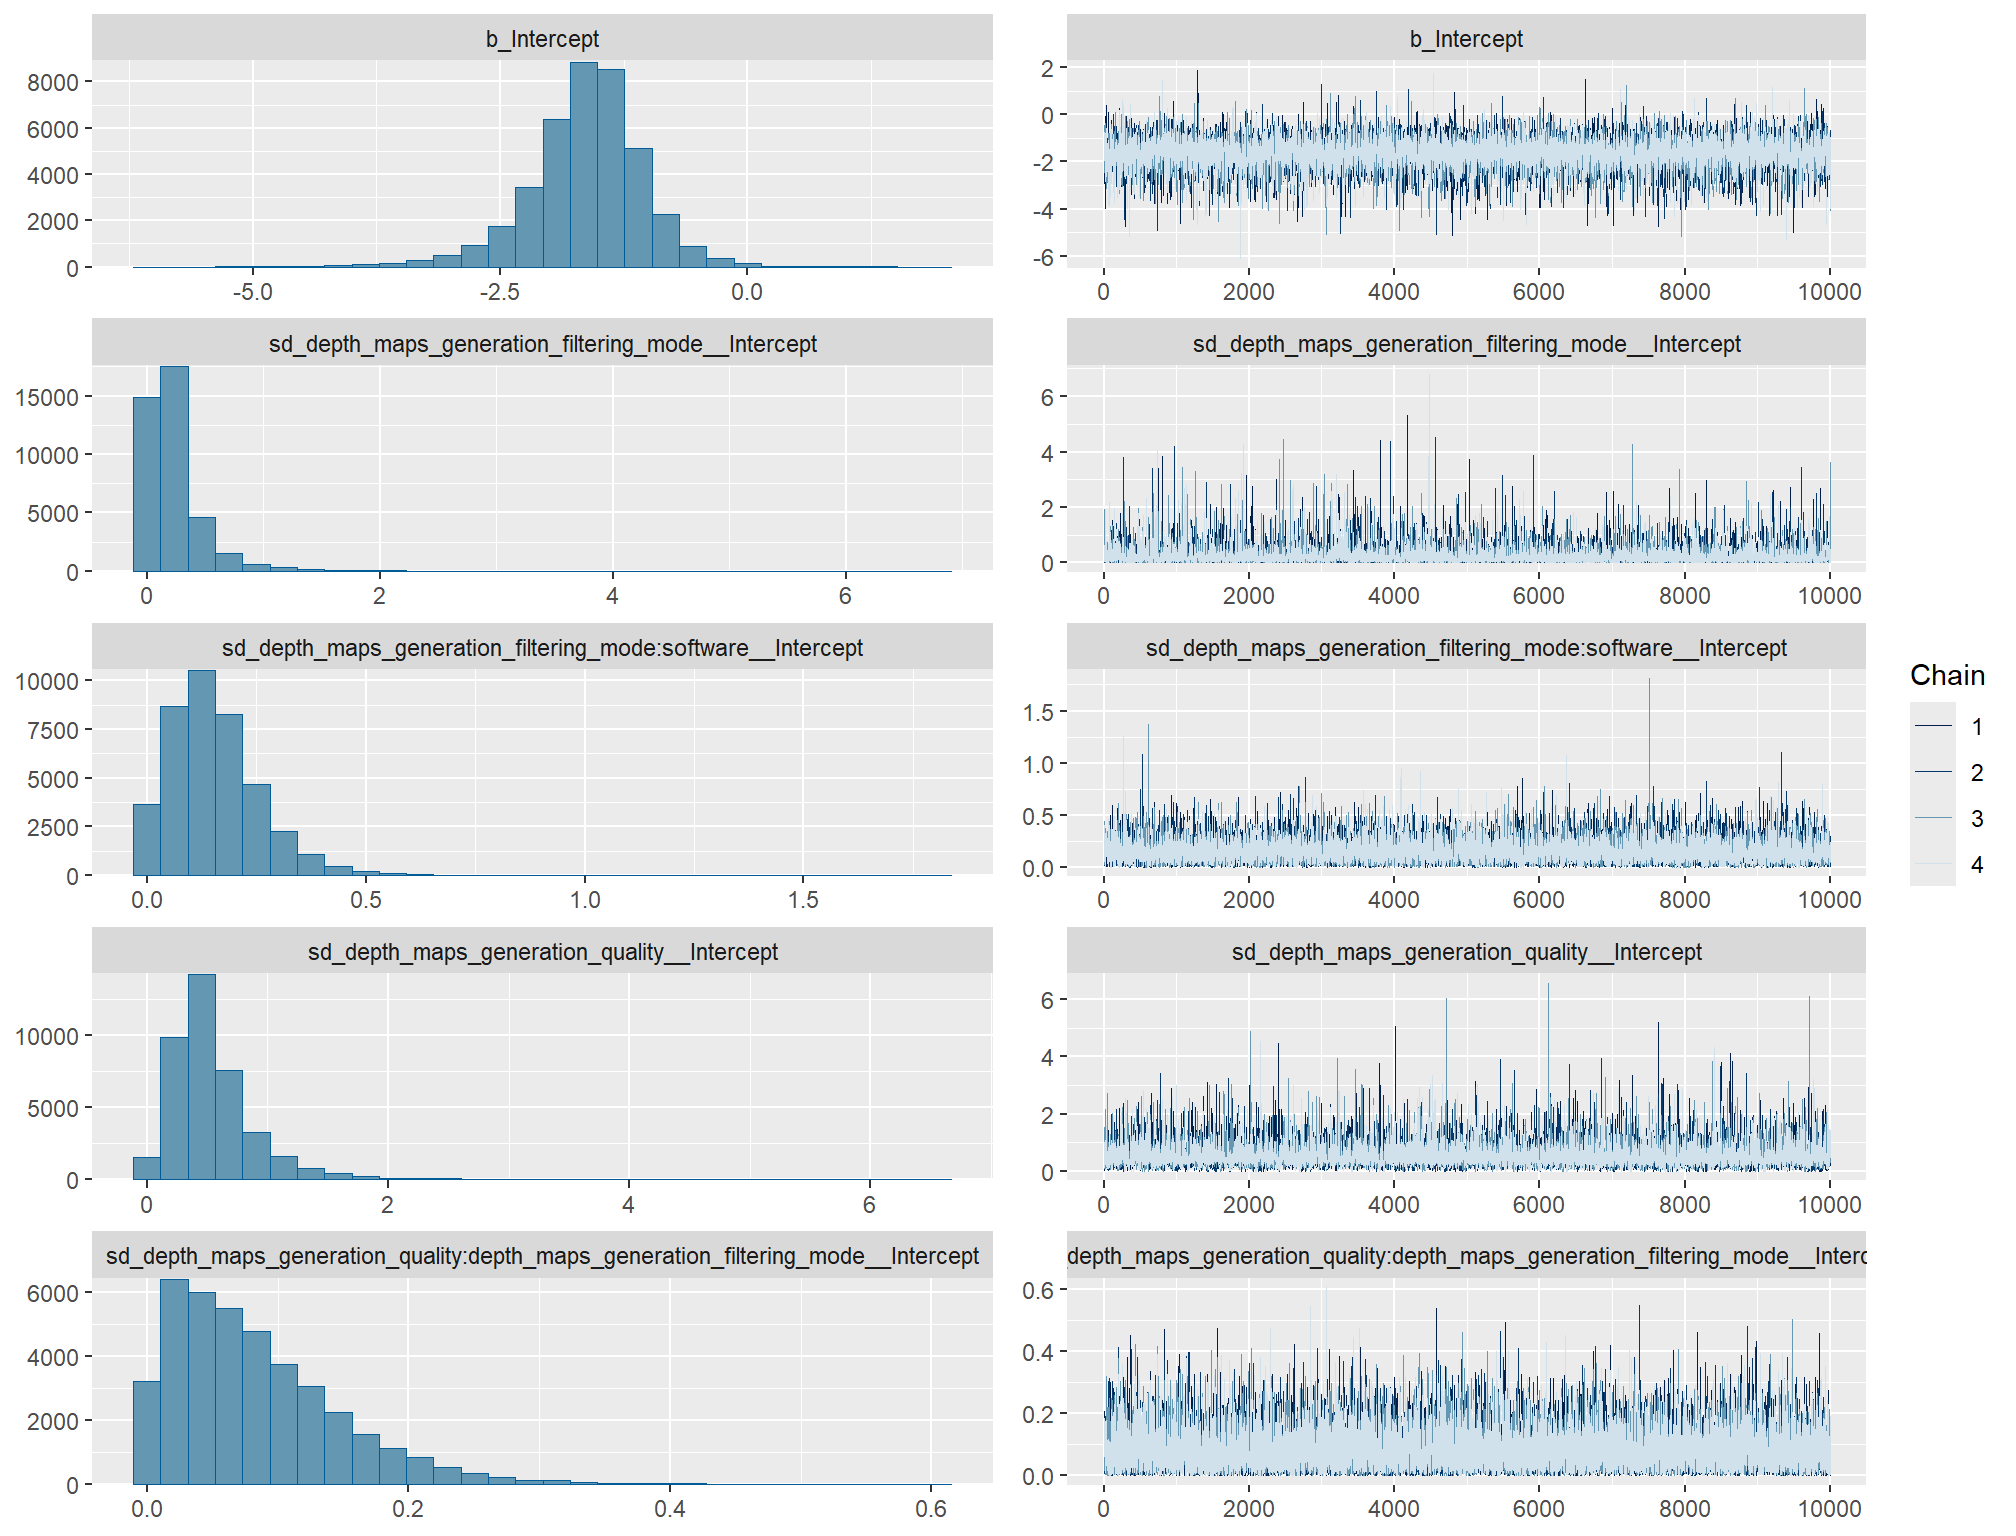 b_Intercept
8000
6000
4000
2000
0
-5.0 -2.5 0.0
b_Intercept
2
0
-2
-4
-6
0 2000 4000 6000 8000 10000
sd_depth_maps_generation_filtering_mode__Intercept
15000
10000
5000
0
0 2 4 6
sd_depth_maps_generation_filtering_mode__Intercept
6
4
2
0
0 2000 4000 6000 8000 10000
sd_depth_maps_generation_filtering_mode:software__Intercept
10000
7500
5000
2500
0
0.0 0.5 1.0 1.5
sd_depth_maps_generation_filtering_mode:software__Intercept
1.5
1.0
0.5
0.0
0 2000 4000 6000 8000 10000
sd_depth_maps_generation_quality__Intercept
10000
5000
0
0 2 4 6
sd_depth_maps_generation_quality__Intercept
6
4
2
0
0 2000 4000 6000 8000 10000
sd_depth_maps_generation_quality:depth_maps_generation_filtering_mode__Intercept
6000
4000
2000
0
0.0 0.2 0.4 0.6
depth_maps_generation_quality:depth_maps_generation_filtering_mode__Interc
0.6
0.4
0.2
0.0
0 2000 4000 6000 8000 10000
Chain
1
2
3
4